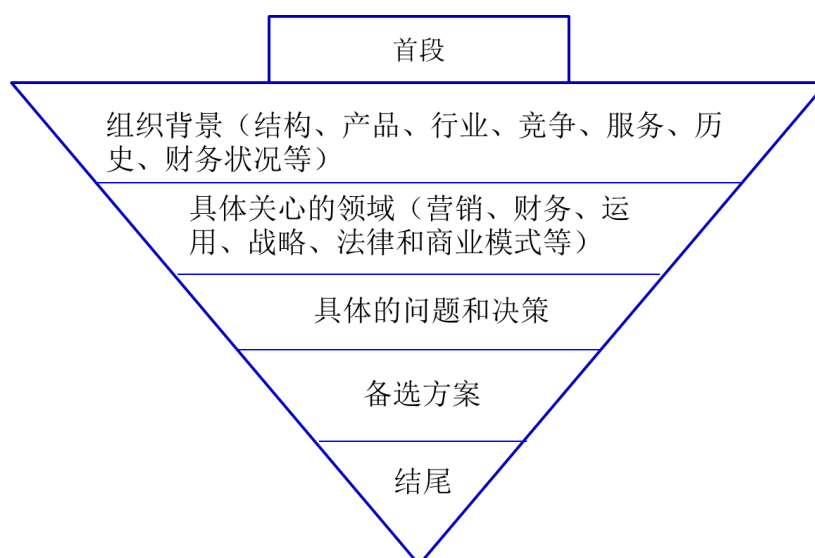 首段
组织背景（结构、产品、行业、竞争、服务、历
史、财务状况等）
具体关心的领域（营销、财务、运
用、战略、法律和商业模式等）
具体的问题和决策
备选方案
结尾